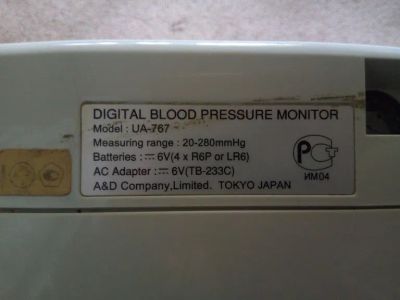 DIGITAL BLOOD PRESSURE MONITOR
Model : UA-767
Measuring range : 20-280mmHg
Batteries : ⎓ 6V(4 x R6P or LR6)
AC Adapter : ⎓ 6V(TB-233C)
A&D Company,Limited. TOKYO JAPAN
ИМ04